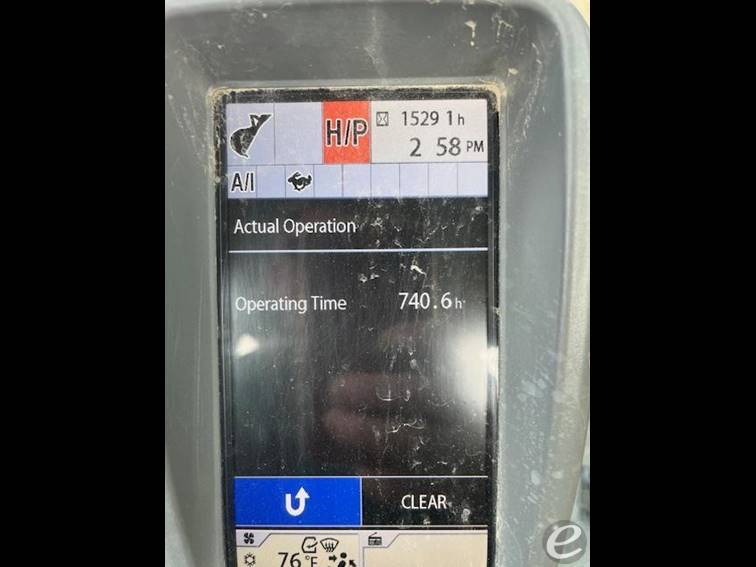 H/P
1529 1h
2 58 PM
A/I
Actual Operation
Operating Time 740.6h
CLEAR
76°F
e